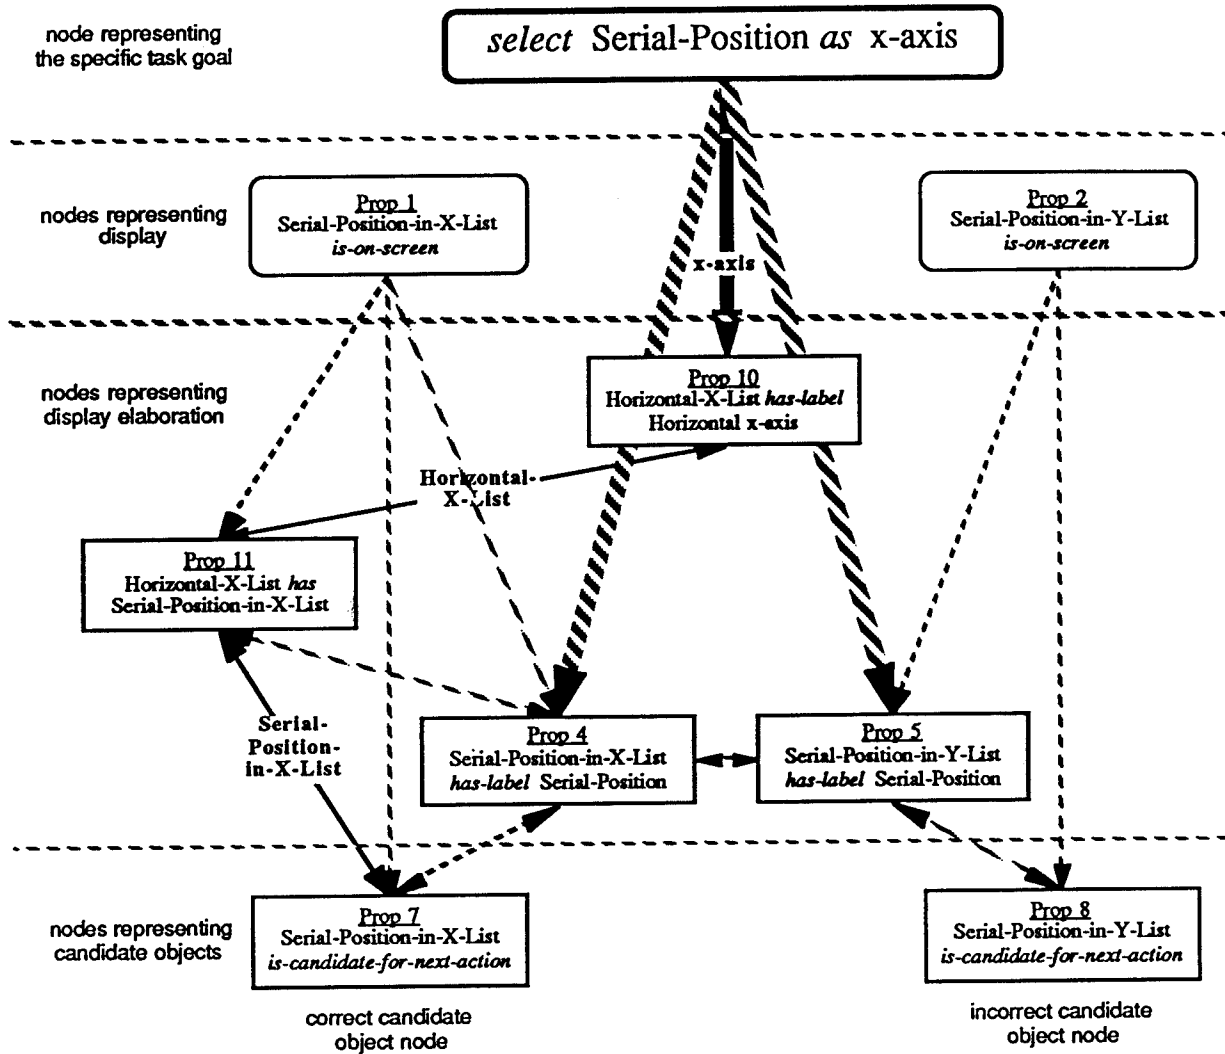 node representing
the specific task goal
select Serial-Position as x-axis
nodes representing
display
Prop 1
Serial-Position-in-X-List
is-on-screen
Prop 2
Serial-Position-in-Y-List
is-on-screen
x-axis
nodes representing
display elaboration
Prop 10
Horizontal-X-List has-label
Horizontal x-axis
Horizontal-
X-List
Prop 11
Horizontal-X-List has
Serial-Position-in-X-List
Serial-
Position-
in-X-List
Prop 4
Serial-Position-in-X-List
has-label Serial-Position
Prop 5
Serial-Position-in-Y-List
has-label Serial-Position
nodes representing
candidate objects
Prop 7
Serial-Position-in-X-List
is-candidate-for-next-action
Prop 8
Serial-Position-in-Y-List
is-candidate-for-next-action
correct candidate
object node
incorrect candidate
object node